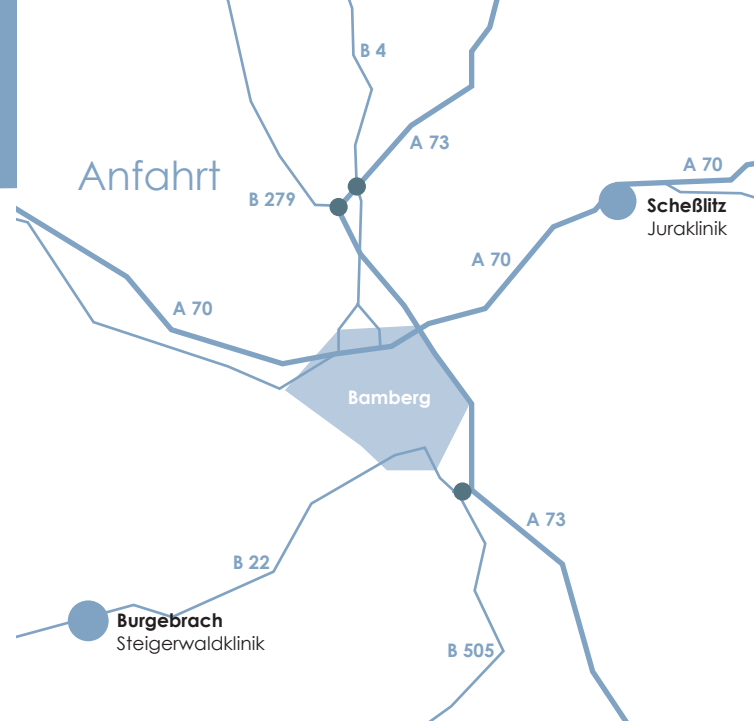 B 4
A 73
A 70
Anfahrt
B 279
Scheßlitz
Juraklinik
A 70
A 70
Bamberg
A 73
B 22
Burgebrach
Steigerwaldklinik
B 505